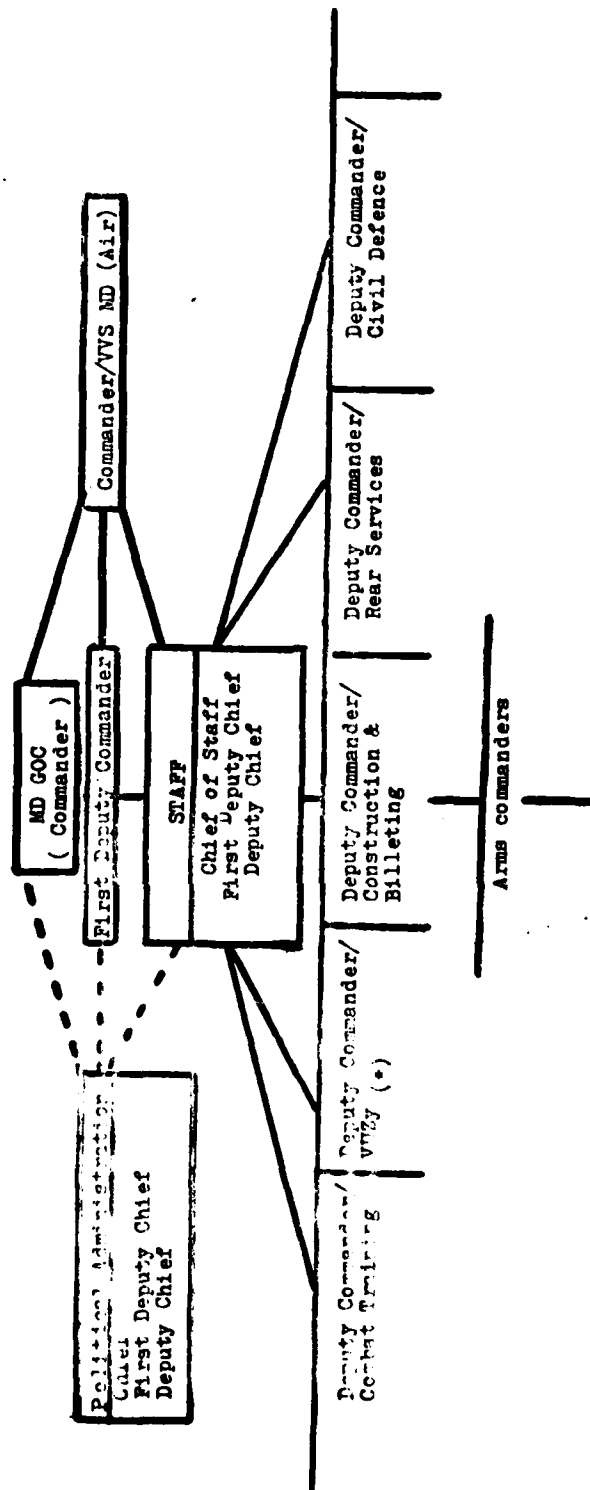 MD GOC
( Commander )
First Deputy Commander
Commander/VVS MD (Air)
Political Administration
Chief
First Deputy Chief
Deputy Chief
STAFF
Chief of Staff
First Deputy Chief
Deputy Chief
Deputy Commander/
Combat Training
Deputy Commander/
(*)
Deputy Commander/
Construction &
Billeting
Deputy Commander/
Rear Services
Deputy Commander/
Civil Defence
Arms commanders